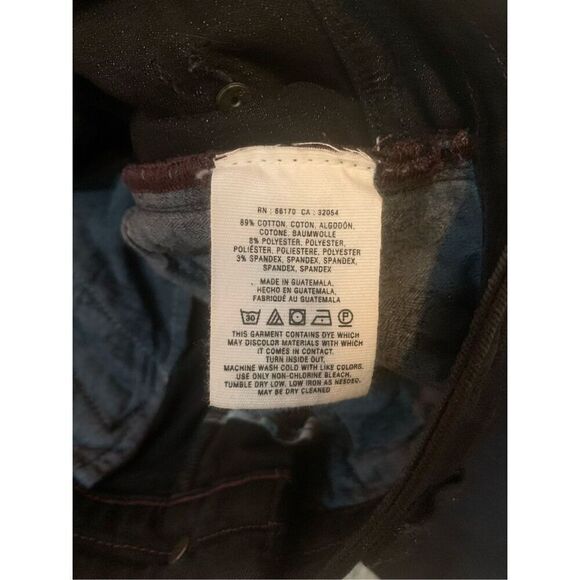 RN : 86170 CA : 32054
89% COTTON, COTON, ALGODÓN,
COTONE, BAUMWOLLE
8% POLYESTER, POLYESTER,
POLIÉSTER, POLIESTERE, POLYESTER
3% SPANDEX, SPANDEX, SPANDEX,
SPANDEX, SPANDEX
MADE IN GUATEMALA,
HECHO EN GUATEMALA,
FABRIQUÉ AU GUATEMALA
30 P
THIS GARMENT CONTAINS DYE WHICH
MAY DISCOLOR MATERIALS WITH WHICH
IT COMES IN CONTACT.
TURN INSIDE OUT,
MACHINE WASH COLD WITH LIKE COLORS.
USE ONLY NON-CHLORINE BLEACH,
TUMBLE DRY LOW, LOW IRON AS NEEDED,
MAY BE DRY CLEANED